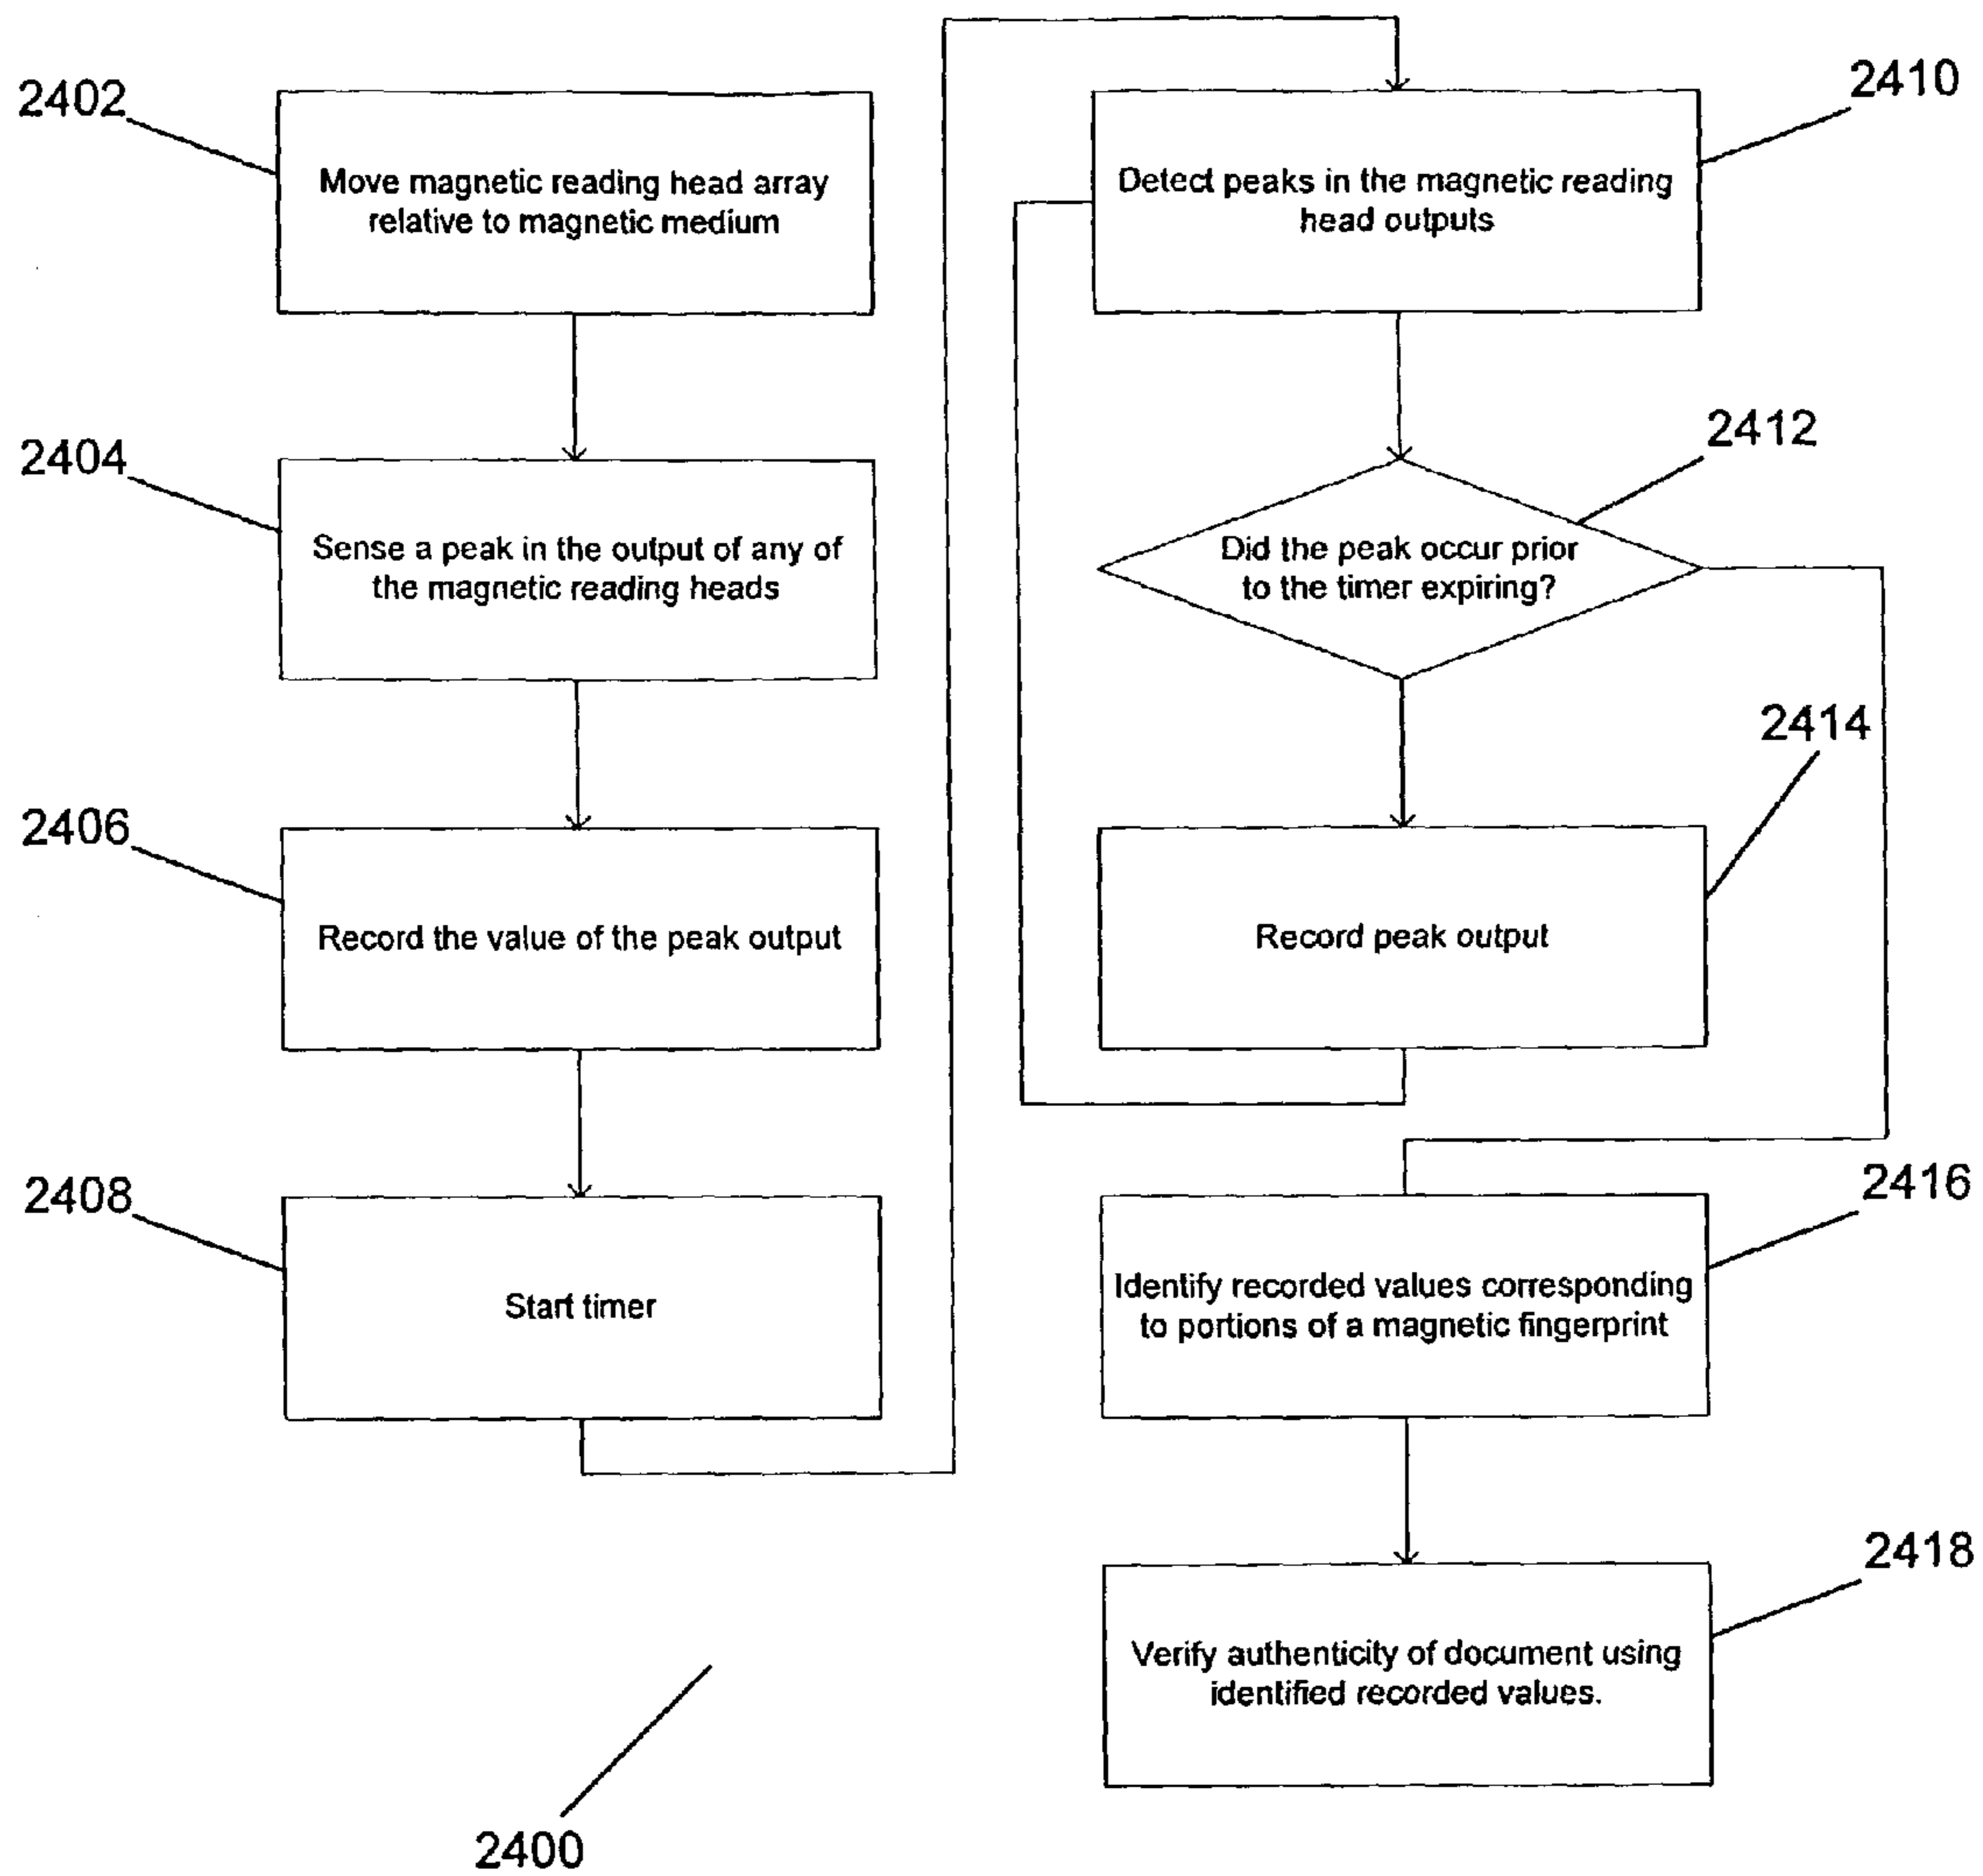 2402
Move magnetic reading head array
relative to magnetic medium
2404
Sense a peak in the output of any of
the magnetic reading heads
2406
Record the value of the peak output
2408
Start timer
2410
Detect peaks in the magnetic reading
head outputs
2412
Did the peak occur prior
to the timer expiring?
2414
Record peak output
2416
Identify recorded values corresponding
to portions of a magnetic fingerprint
2418
Verify authenticity of document using
identified recorded values.
2400